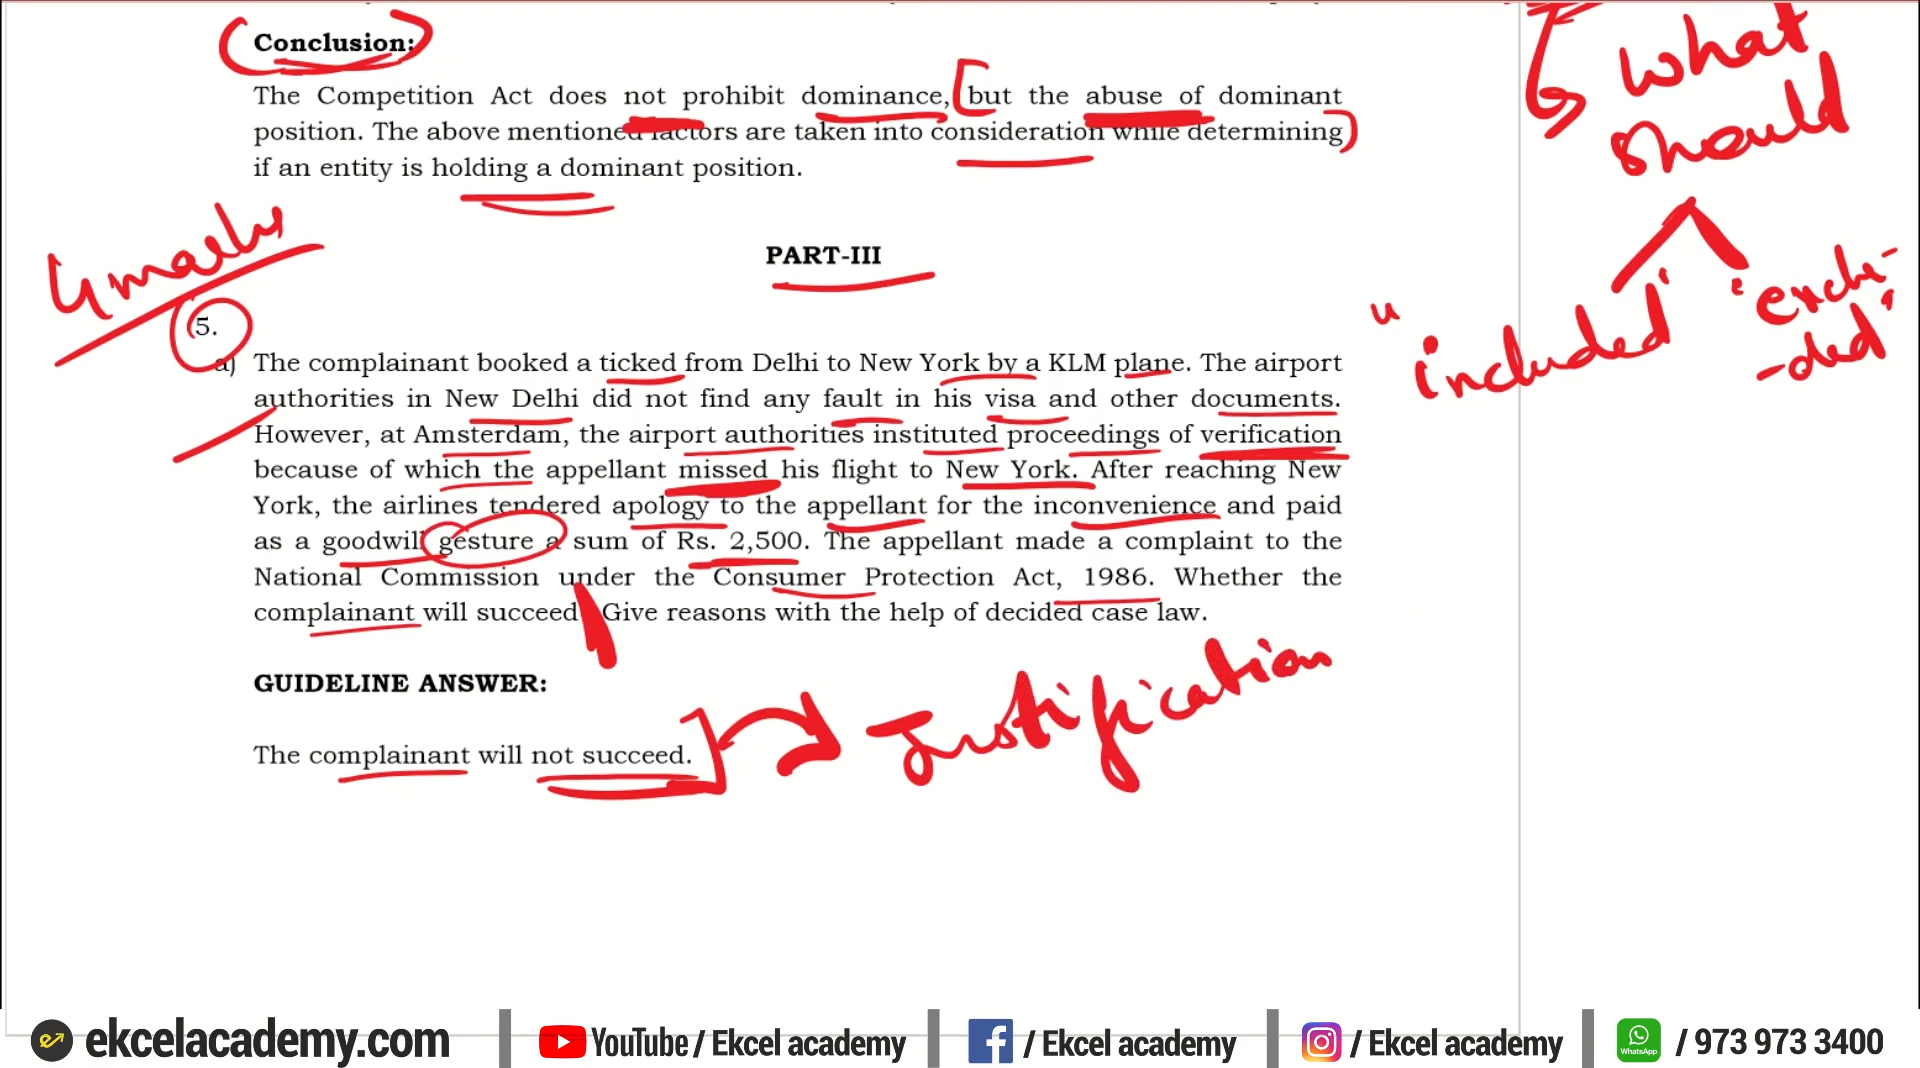 Conclusion:
The Competition Act does not prohibit dominance, but the abuse of dominant
position. The above mentioned factors are taken into consideration while determining
if an entity is holding a dominant position.
what
should
"included"
'exclu-
-ded'
4 marks
PART-III
5.
a) The complainant booked a ticked from Delhi to New York by a KLM plane. The airport
authorities in New Delhi did not find any fault in his visa and other documents.
However, at Amsterdam, the airport authorities instituted proceedings of verification
because of which the appellant missed his flight to New York. After reaching New
York, the airlines tendered apology to the appellant for the inconvenience and paid
as a goodwill gesture a sum of Rs. 2,500. The appellant made a complaint to the
National Commission under the Consumer Protection Act, 1986. Whether the
complainant will succeed Give reasons with the help of decided case law.
GUIDELINE ANSWER:
The complainant will not succeed.
Justification
ekcelacademy.com
YouTube / Ekcel academy
/ Ekcel academy
/ Ekcel academy
WhatsApp / 973 973 3400